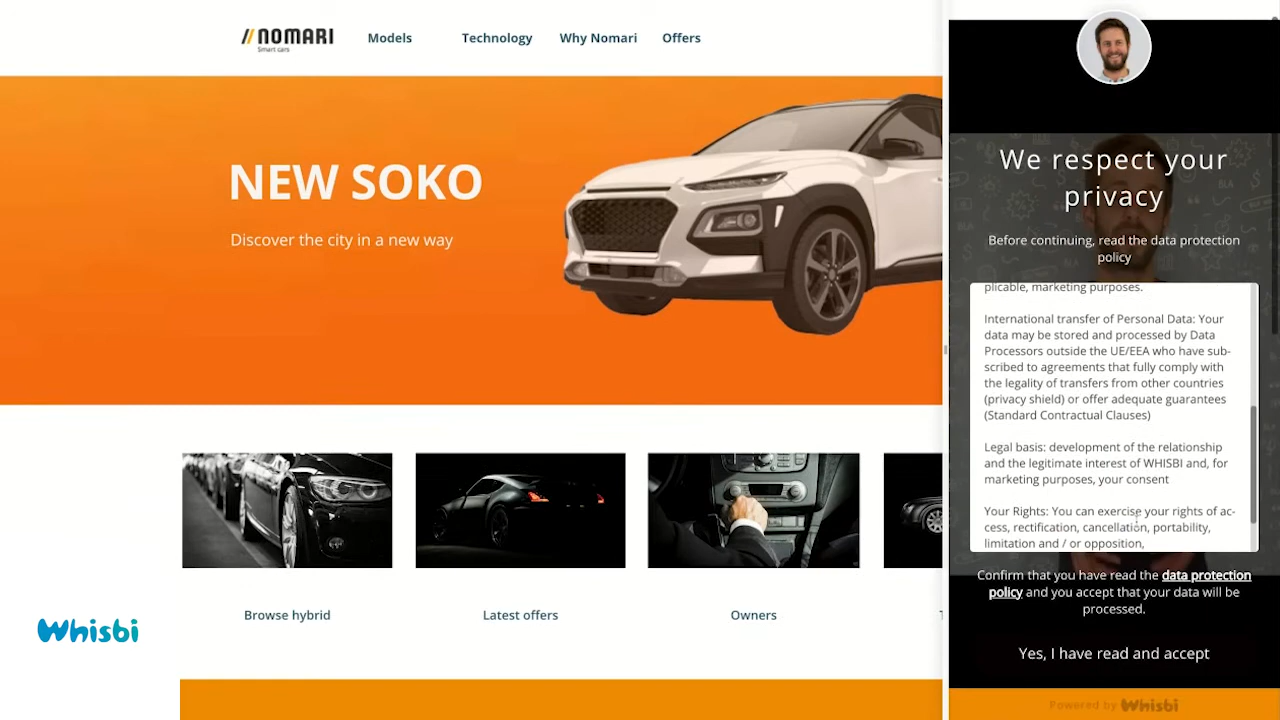 NOMARI
Smart cars
Models
Technology
Why Nomari
Offers
NEW SOKO
Discover the city in a new way
Browse hybrid
Latest offers
Owners
Whisbi
We respect your
privacy
Before continuing, read the data protection
policy
plicable, marketing purposes.
International transfer of Personal Data: Your
data may be stored and processed by Data
Processors outside the UE/EEA who have sub-
scribed to agreements that fully comply with
the legality of transfers from other countries
(privacy shield) or offer adequate guarantees
(Standard Contractual Clauses)
Legal basis: development of the relationship
and the legitimate interest of WHISBI and, for
marketing purposes, your consent
Your Rights: You can exercise your rights of ac-
cess, rectification, cancellation, portability,
limitation and / or opposition,
Confirm that you have read the data protection
policy and you accept that your data will be
processed.
Yes, I have read and accept
Powered by Whisbi